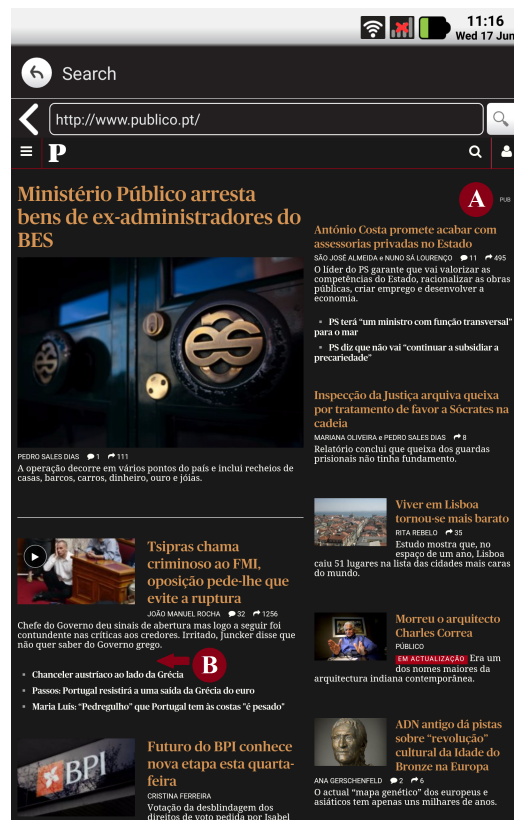 11:16
Wed 17 Jun
Search
http://www.publico.pt/
P
Ministério Público arresta
bens de ex-administradores do
BES
PEDRO SALES DIAS 1 111
A operação decorre em vários pontos do país e inclui recheios de
casas, barcos, carros, dinheiro, ouro e jóias.
A
PUB
António Costa promete acabar com
assessorias privadas no Estado
SÃO JOSÉ ALMEIDA e NUNO SÁ LOURENÇO 11 495
O líder do PS garante que vai valorizar as
competências do Estado, racionalizar as obras
públicas, criar emprego e desenvolver a
economia.
PS terá “um ministro com função transversal”
para o mar
PS diz que não vai “continuar a subsidiar a
precariedade”
Inspecção da Justiça arquiva queixa
por tratamento de favor a Sócrates na
cadeia
MARIANA OLIVEIRA e PEDRO SALES DIAS 8
Relatório conclui que queixa dos guardas
prisionais não tinha fundamento.
Tsipras chama
criminoso ao FMI,
oposição pede-lhe que
evite a ruptura
JOÃO MANUEL ROCHA 32 1256
Chefe do Governo deu sinais de abertura mas logo a seguir foi
contundente nas críticas aos credores. Irritado, Juncker disse que
não quer saber do Governo grego.
B
Chanceler austríaco ao lado da Grécia
Passos: Portugal resistirá a uma saída da Grécia do euro
Maria Luís: “Pedregulho” que Portugal tem às costas "é pesado"
Viver em Lisboa
tornou-se mais barato
RITA REBELO 35
Estudo mostra que, no
espaço de um ano, Lisboa
caiu 51 lugares na lista das cidades mais caras
do mundo.
Morreu o arquitecto
Charles Correa
PÚBLICO
EM ACTUALIZAÇÃO Era um
dos nomes maiores da
arquitectura indiana contemporânea.
BPI
Futuro do BPI conhece
nova etapa esta quarta-
feira
CRISTINA FERREIRA
Votação da desblindagem dos
direitos de voto pedida por Isabel
ADN antigo dá pistas
sobre “revolução”
cultural da Idade do
Bronze na Europa
ANA GERSCHENFELD 2 6
O actual “mapa genético” dos europeus e
asiáticos tem apenas uns milhares de anos.